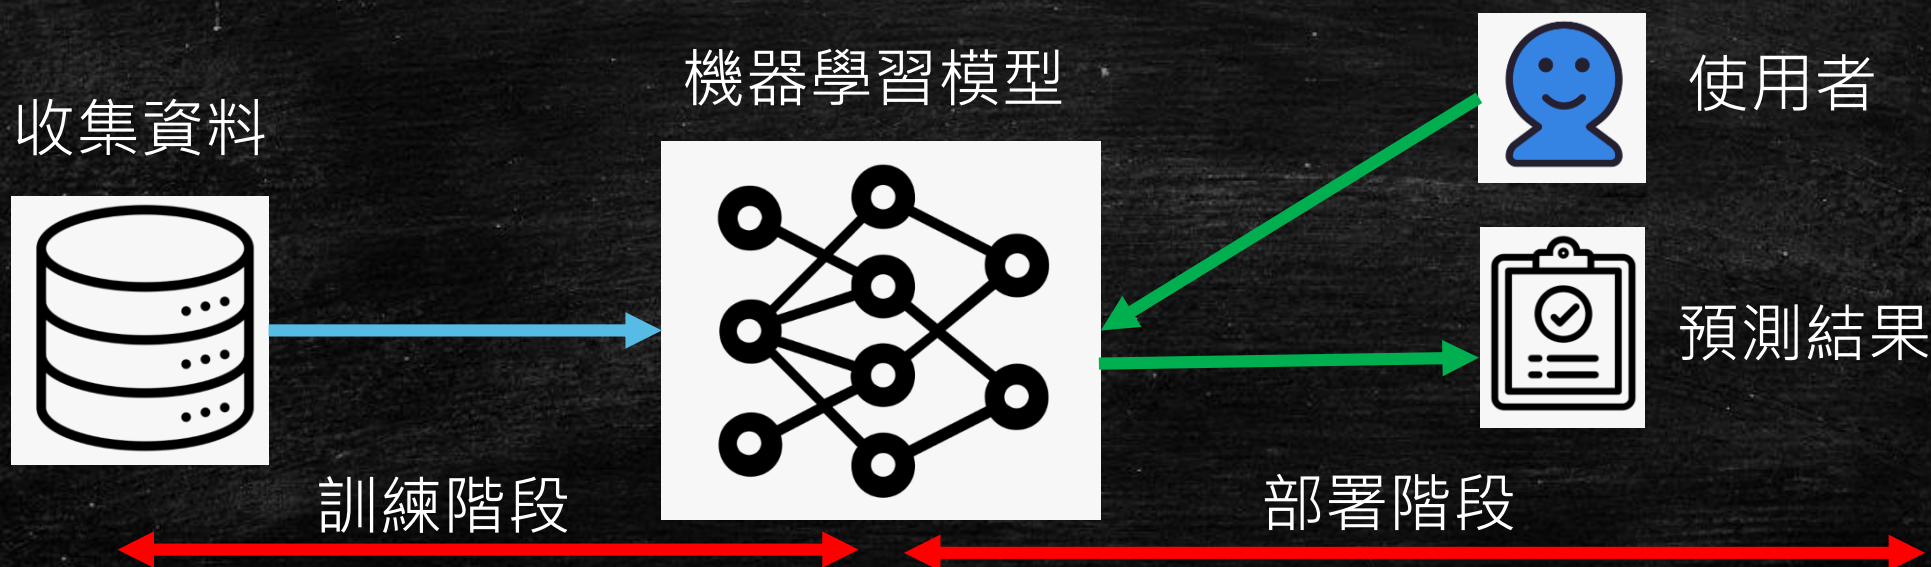 收集資料
機器學習模型
使用者
預測結果
訓練階段
部署階段